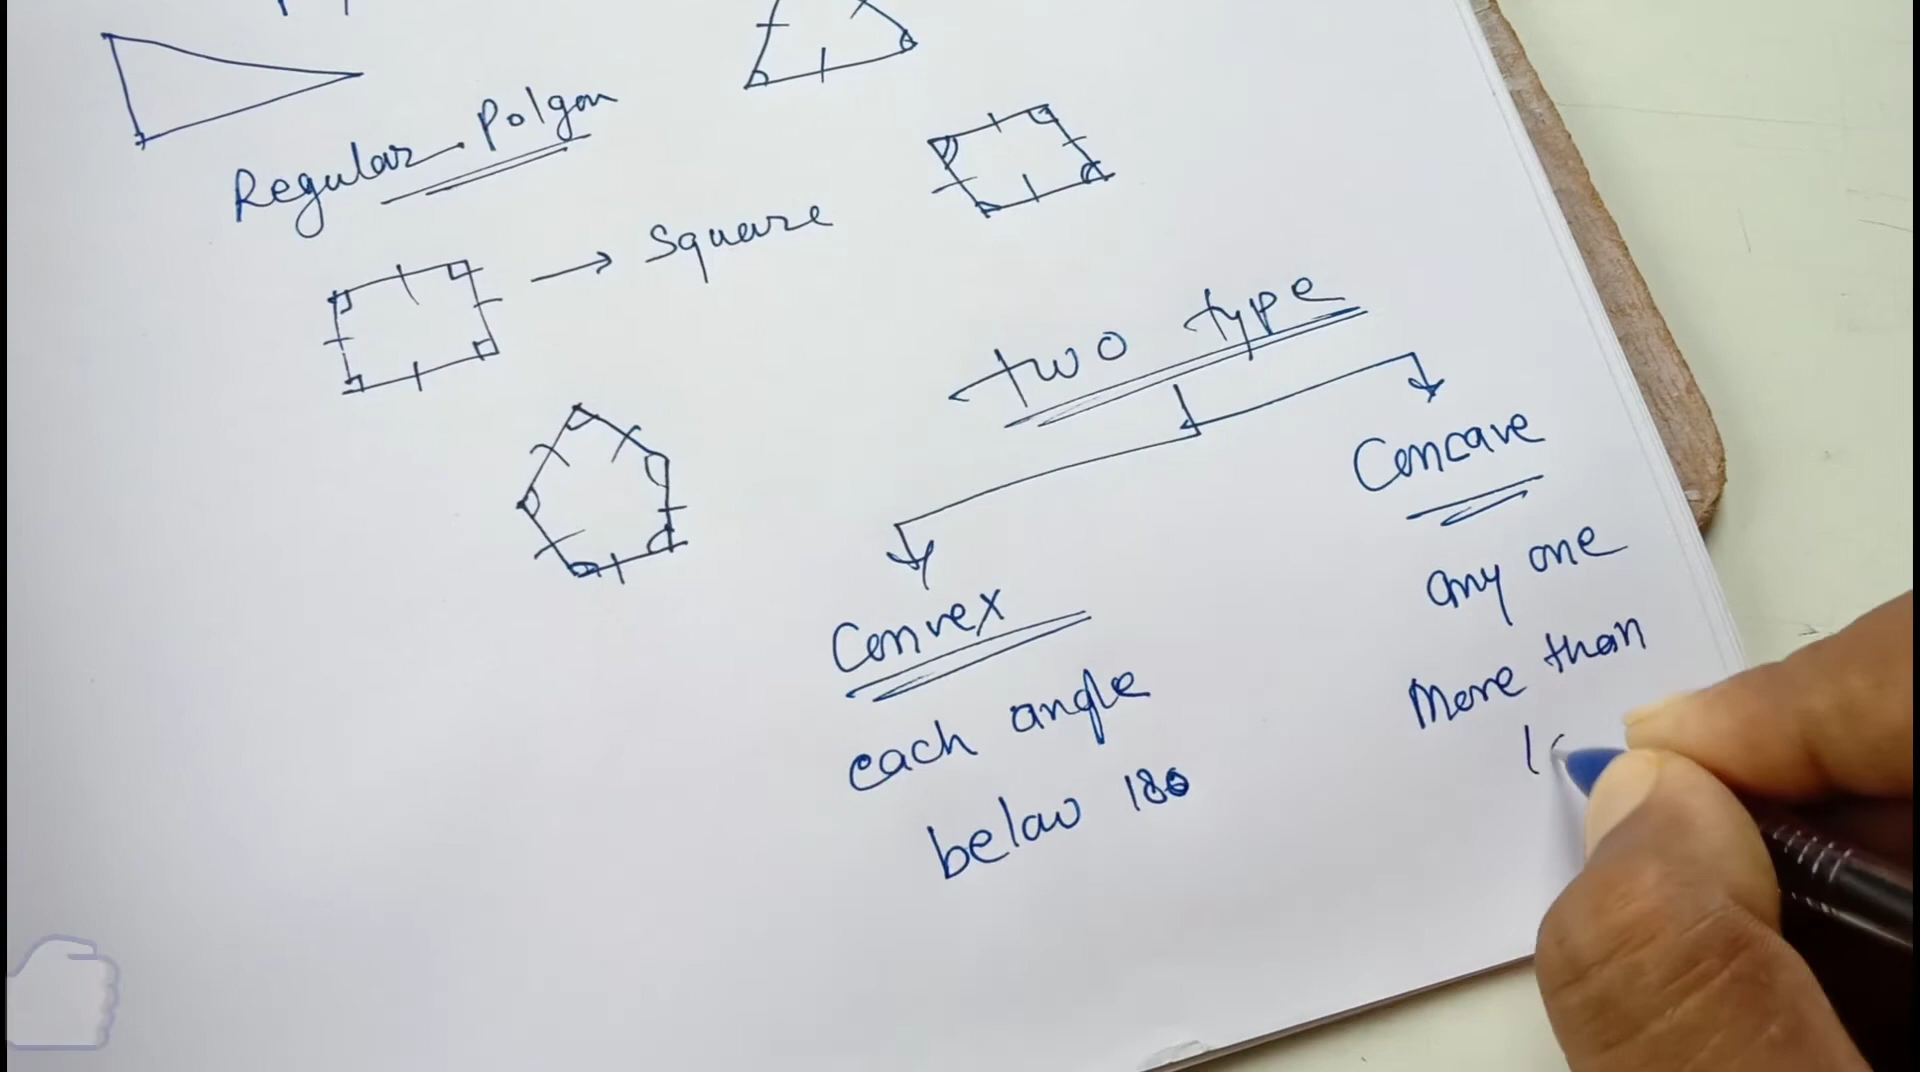 Regular Polgon
Square
two type
Convex
each angle
below 180
Concave
any one
More than